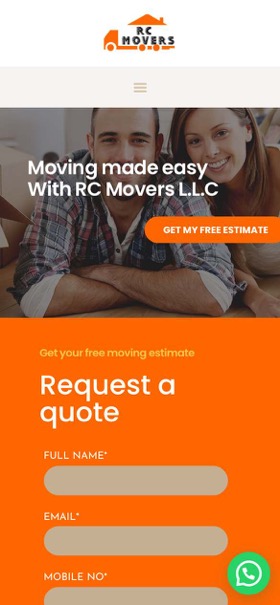 RC
MOVERS
Moving made easy
With RC Movers L.L.C
GET MY FREE ESTIMATE
Get your free moving estimate
Request a
quote
FULL NAME*
EMAIL*
MOBILE NO*